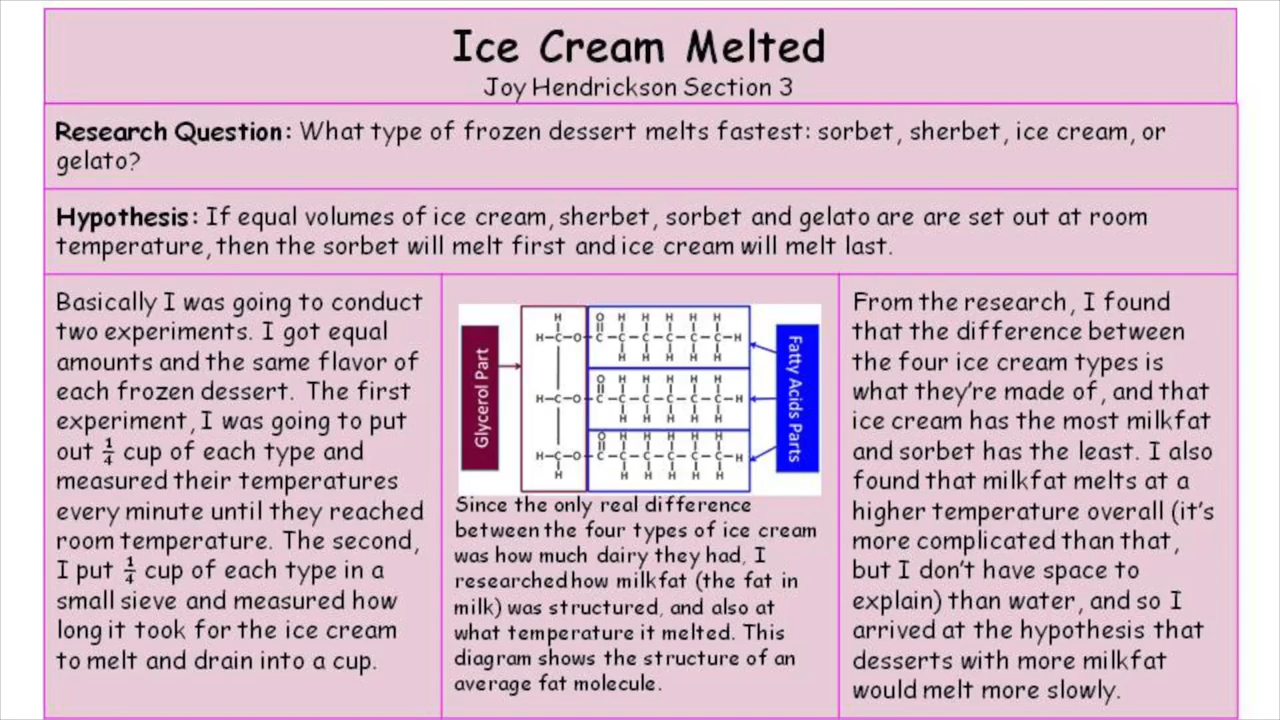 Ice Cream Melted
Joy Hendrickson Section 3
Research Question: What type of frozen dessert melts fastest: sorbet, sherbet, ice cream, or
gelato?
Hypothesis: If equal volumes of ice cream, sherbet, sorbet and gelato are are set out at room
temperature, then the sorbet will melt first and ice cream will melt last.
Basically I was going to conduct
two experiments. I got equal
amounts and the same flavor of
each frozen dessert. The first
experiment, I was going to put
out ¼ cup of each type and
measured their temperatures
every minute until they reached
room temperature. The second,
I put ¼ cup of each type in a
small sieve and measured how
long it took for the ice cream
to melt and drain into a cup.
Glycerol Part
H O H H H H H
H-C-O-C-C-C-C-C-C-H
H H H H H
O H H H H H
H-C-O-C-C-C-C-C-C-H
H H H H H
O H H H H H
H-C-O-C-C-C-C-C-C-H
H H H H H H
Fatty Acids Parts
Since the only real difference
between the four types of ice cream
was how much dairy they had, I
researched how milkfat (the fat in
milk) was structured, and also at
what temperature it melted. This
diagram shows the structure of an
average fat molecule.
From the research, I found
that the difference between
the four ice cream types is
what they're made of, and that
ice cream has the most milkfat
and sorbet has the least. I also
found that milkfat melts at a
higher temperature overall (it's
more complicated than that,
but I don't have space to
explain) than water, and so I
arrived at the hypothesis that
desserts with more milkfat
would melt more slowly.